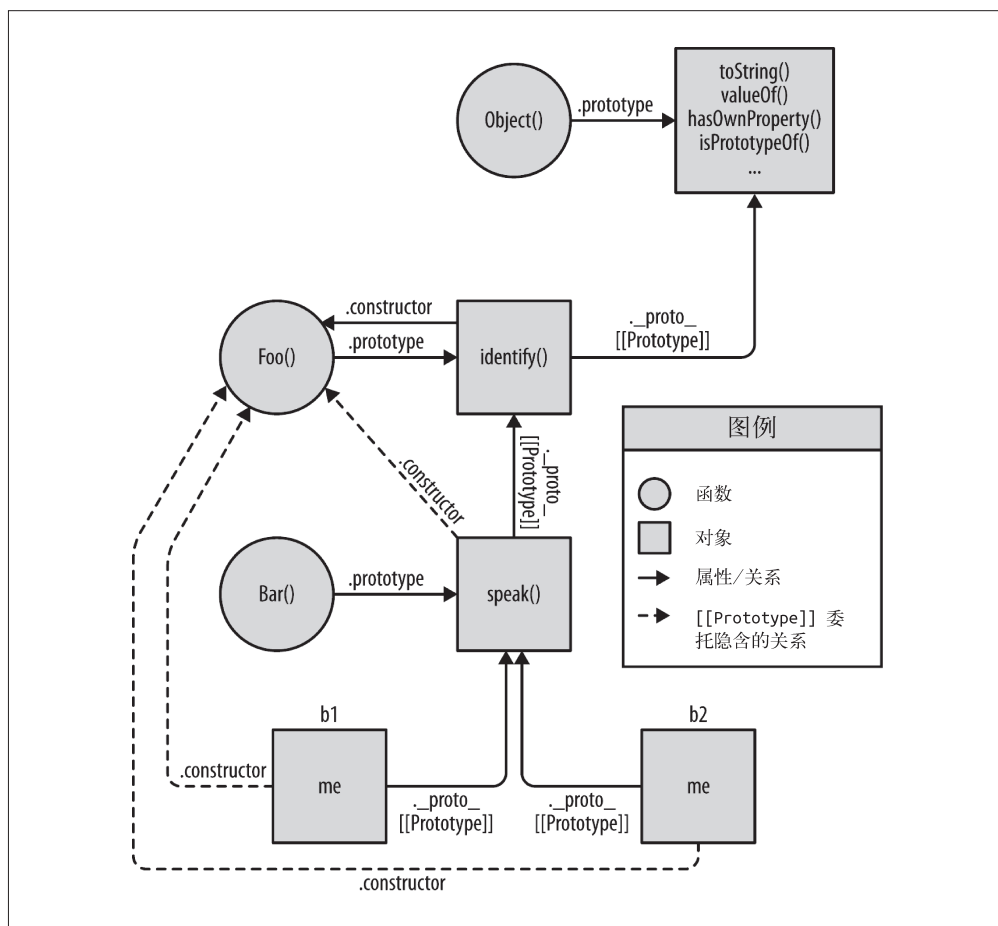 toString()
valueOf()
hasOwnProperty()
isPrototypeOf()
...
Object()
.prototype
.constructor
.prototype
Foo()
identify()
._proto_
[[Prototype]]
图例
函数
对象
属性/关系
[[Prototype]] 委
托隐含的关系
._proto_
[[Prototype]]
.constructor
Bar()
.prototype
speak()
b1
b2
me
me
.constructor
._proto_
[[Prototype]]
._proto_
[[Prototype]]
.constructor